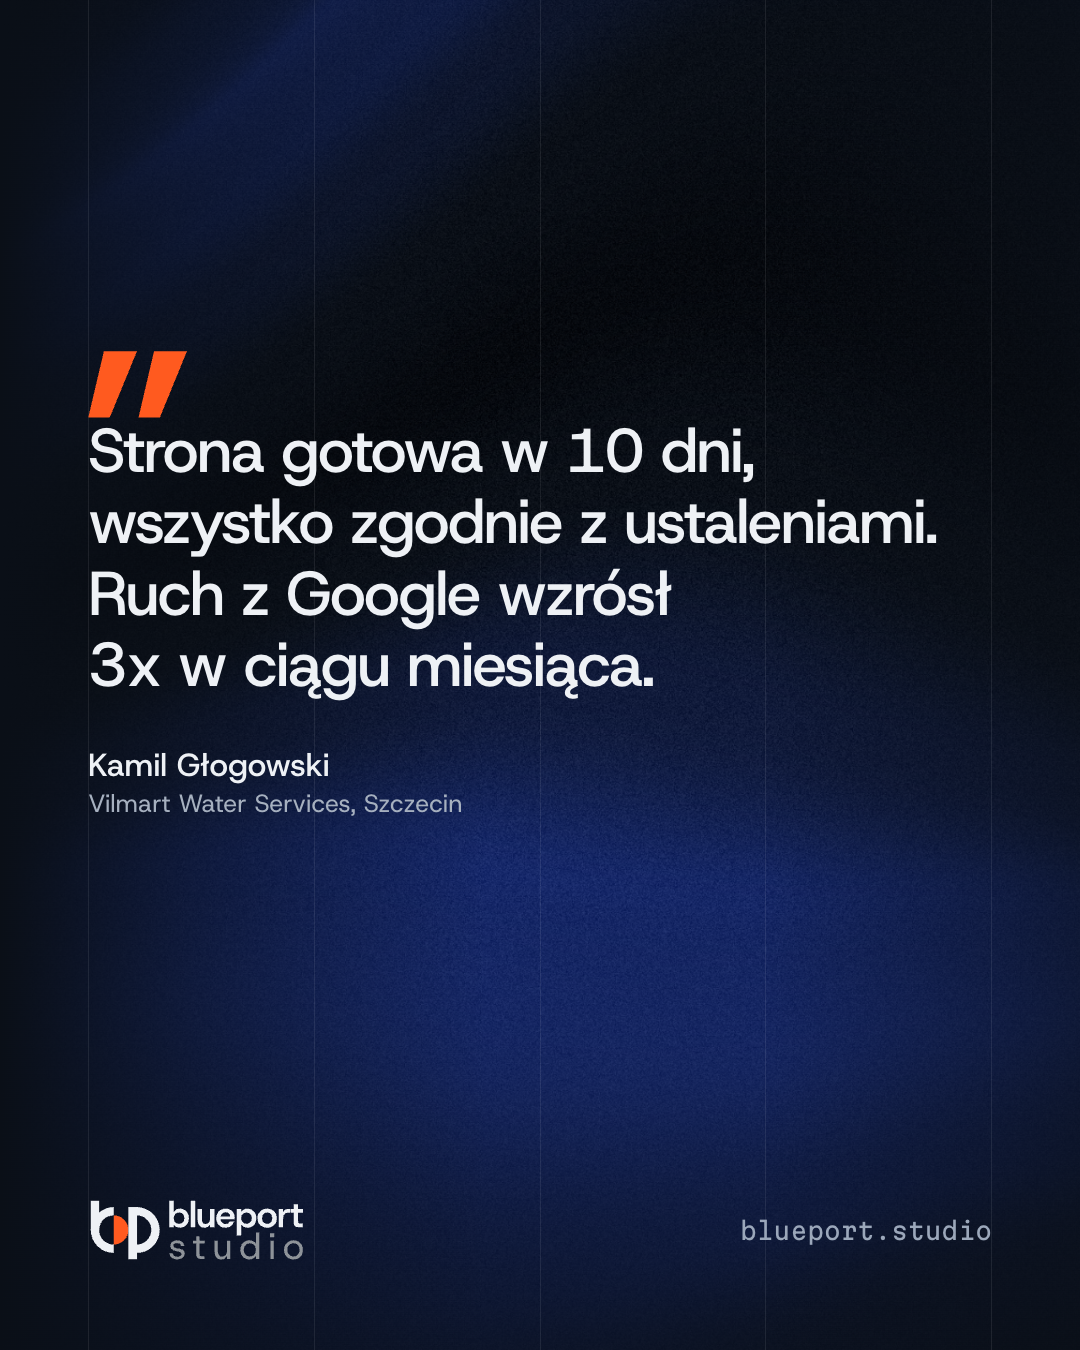 "
Strona gotowa w 10 dni,
wszystko zgodnie z ustaleniami.
Ruch z Google wzrósł
3x w ciągu miesiąca.
Kamil Głogowski
Vilmart Water Services, Szczecin
bp blueport
studio
blueport.studio